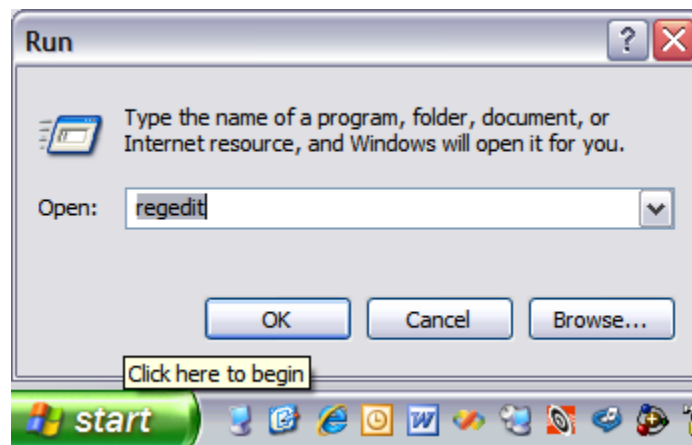 Run
Type the name of a program, folder, document, or
Internet resource, and Windows will open it for you.
Open: regedit
OK Cancel Browse...
Click here to begin
start